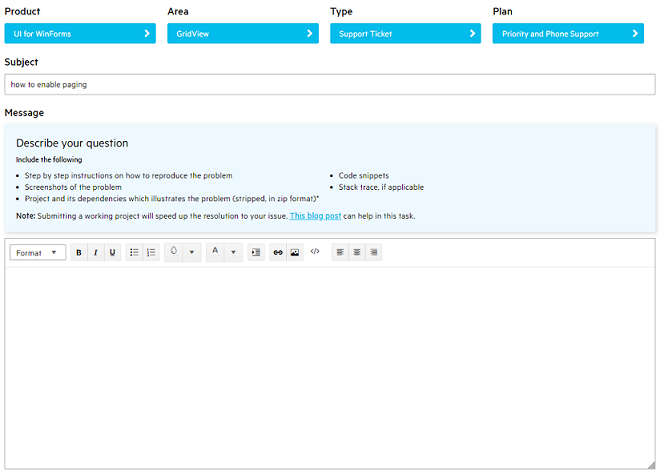 Product Area Type Plan
UI for WinForms GridView Support Ticket Priority and Phone Support
Subject
how to enable paging
Message
Describe your question
Include the following
Step by step instructions on how to reproduce the problem
Screenshots of the problem
Project and its dependencies which illustrates the problem (stripped, in zip format)*
Code snippets
Stack trace, if applicable
Note: Submitting a working project will speed up the resolution to your issue. This blog post can help in this task.
Format B I U A </>